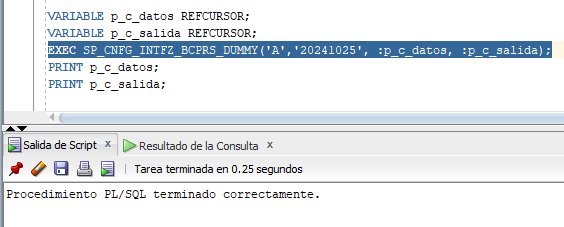 VARIABLE p_c_datos REFCURSOR;
VARIABLE p_c_salida REFCURSOR;
EXEC SP_CNFG_INTFZ_BCPRS_DUMMY('A','20241025', :p_c_datos, :p_c_salida);
PRINT p_c_datos;
PRINT p_c_salida;
Salida de Script x Resultado de la Consulta x
Tarea terminada en 0.25 segundos
Procedimiento PL/SQL terminado correctamente.